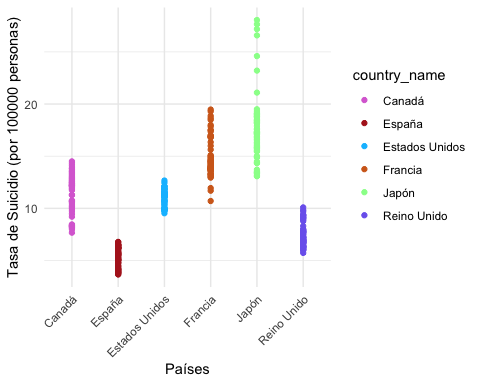 Tasa de Suicidio (por 100000 personas)
20
10
Canadá
España
Estados Unidos
Francia
Japón
Reino Unido
Países
country_name
Canadá
España
Estados Unidos
Francia
Japón
Reino Unido